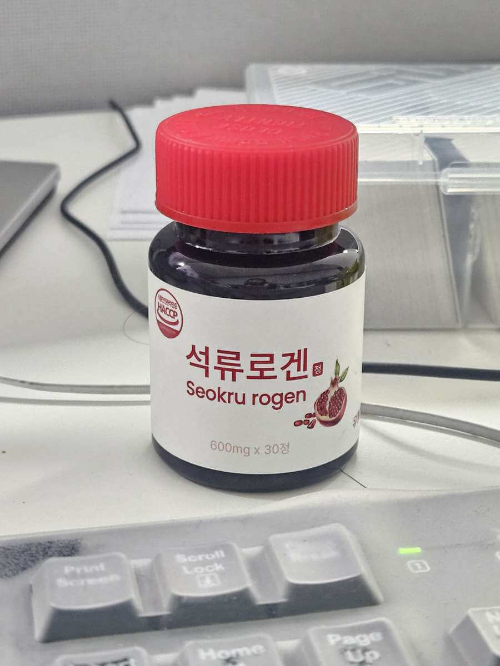 HACCP
석류로겐 정
Seokru rogen
600mg x 30정
Print
Screen
Scroll
Lock
1
Home
Page
Up